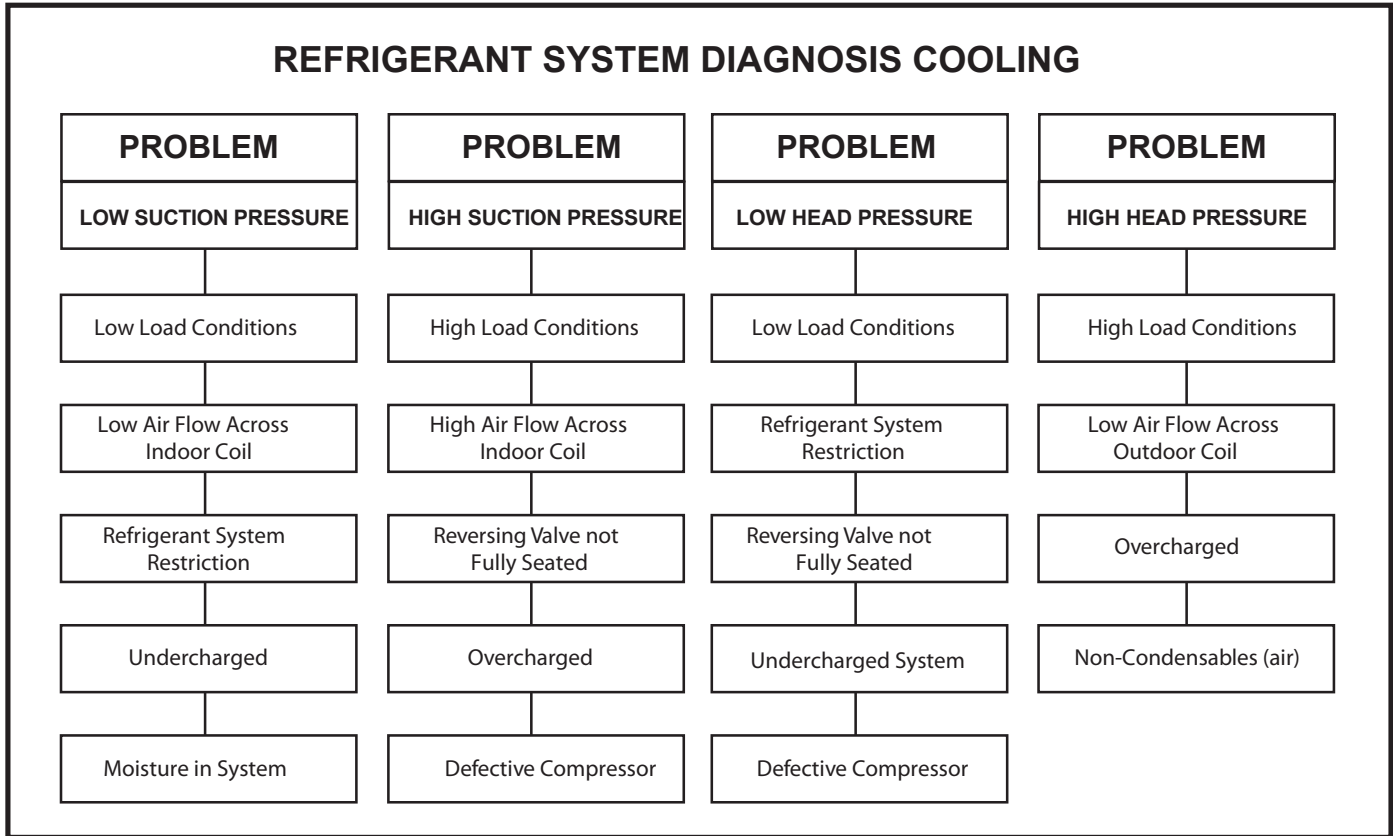 REFRIGERANT SYSTEM DIAGNOSIS COOLING
PROBLEM
LOW SUCTION PRESSURE
Low Load Conditions
Low Air Flow Across
Indoor Coil
Refrigerant System
Restriction
Undercharged
Moisture in System
PROBLEM
HIGH SUCTION PRESSURE
High Load Conditions
High Air Flow Across
Indoor Coil
Reversing Valve not
Fully Seated
Overcharged
Defective Compressor
PROBLEM
LOW HEAD PRESSURE
Low Load Conditions
Refrigerant System
Restriction
Reversing Valve not
Fully Seated
Undercharged System
Defective Compressor
PROBLEM
HIGH HEAD PRESSURE
High Load Conditions
Low Air Flow Across
Outdoor Coil
Overcharged
Non-Condensables (air)